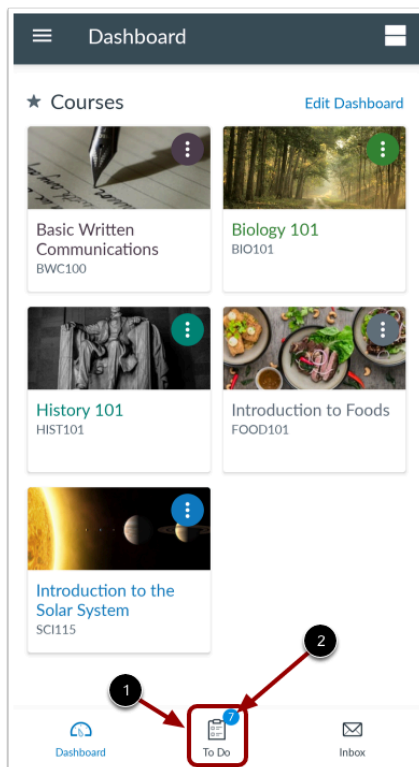 Dashboard
★ Courses
Edit Dashboard
Basic Written
Communications
BWC100
Biology 101
BIO101
History 101
HIST101
Introduction to Foods
FOOD101
Introduction to the
Solar System
SCI115
1
2
7
Dashboard
To Do
Inbox